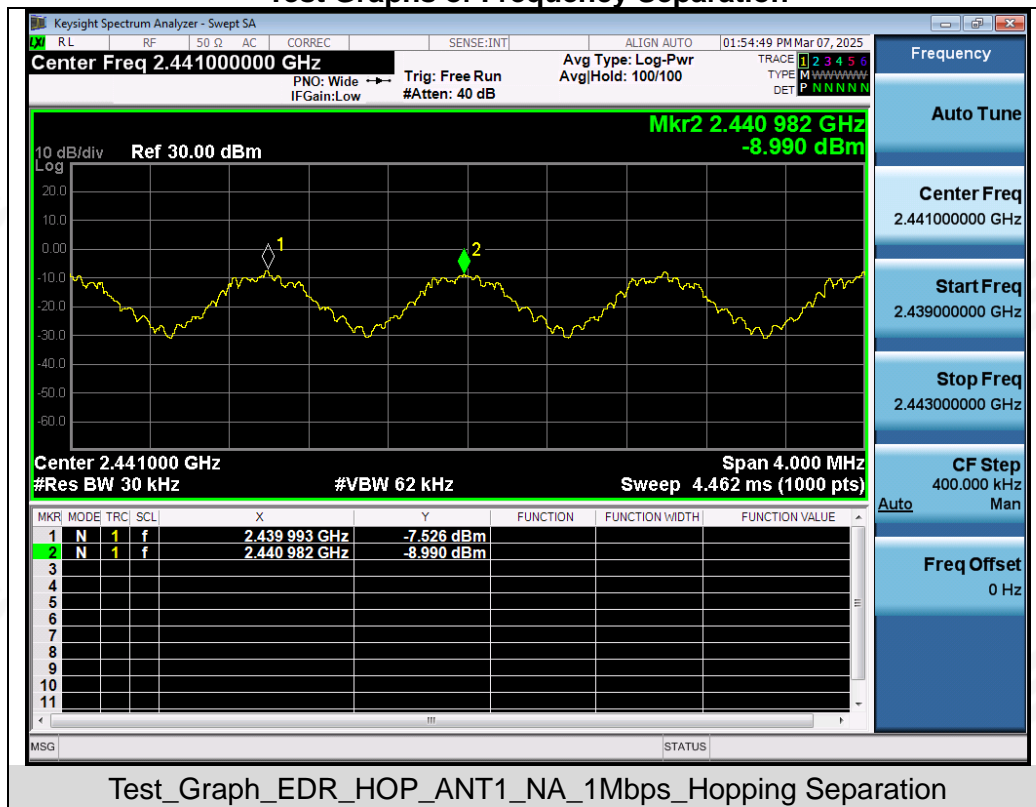 Test Graphs of Frequency Separation
Keysight Spectrum Analyzer - Swept SA
RL RF 50 Ω AC CORREC SENSE:INT ALIGN AUTO 01:54:49 PM Mar 07, 2025
Center Freq 2.441000000 GHz
PNO: Wide
IFGain:Low
Trig: Free Run
#Atten: 40 dB
Avg Type: Log-Pwr
Avg|Hold: 100/100
TRACE 1 2 3 4 5 6
TYPE M WWWWW
DET P N N N N N
Mkr2 2.440 982 GHz
-8.990 dBm
10 dB/div Ref 30.00 dBm
Log
20.0
10.0
0.00
-10.0
-20.0
-30.0
-40.0
-50.0
-60.0
1
2
Center 2.441000 GHz Span 4.000 MHz
#Res BW 30 kHz #VBW 62 kHz Sweep 4.462 ms (1000 pts)
MKR MODE TRC SCL X Y FUNCTION FUNCTION WIDTH FUNCTION VALUE
1 N 1 f 2.439 993 GHz -7.526 dBm
2 N 1 f 2.440 982 GHz -8.990 dBm
3
4
5
6
7
8
9
10
11
MSG STATUS
Frequency
Auto Tune
Center Freq
2.441000000 GHz
Start Freq
2.439000000 GHz
Stop Freq
2.443000000 GHz
CF Step
400.000 kHz
Auto Man
Freq Offset
0 Hz
Test_Graph_EDR_HOP_ANT1_NA_1Mbps_Hopping Separation